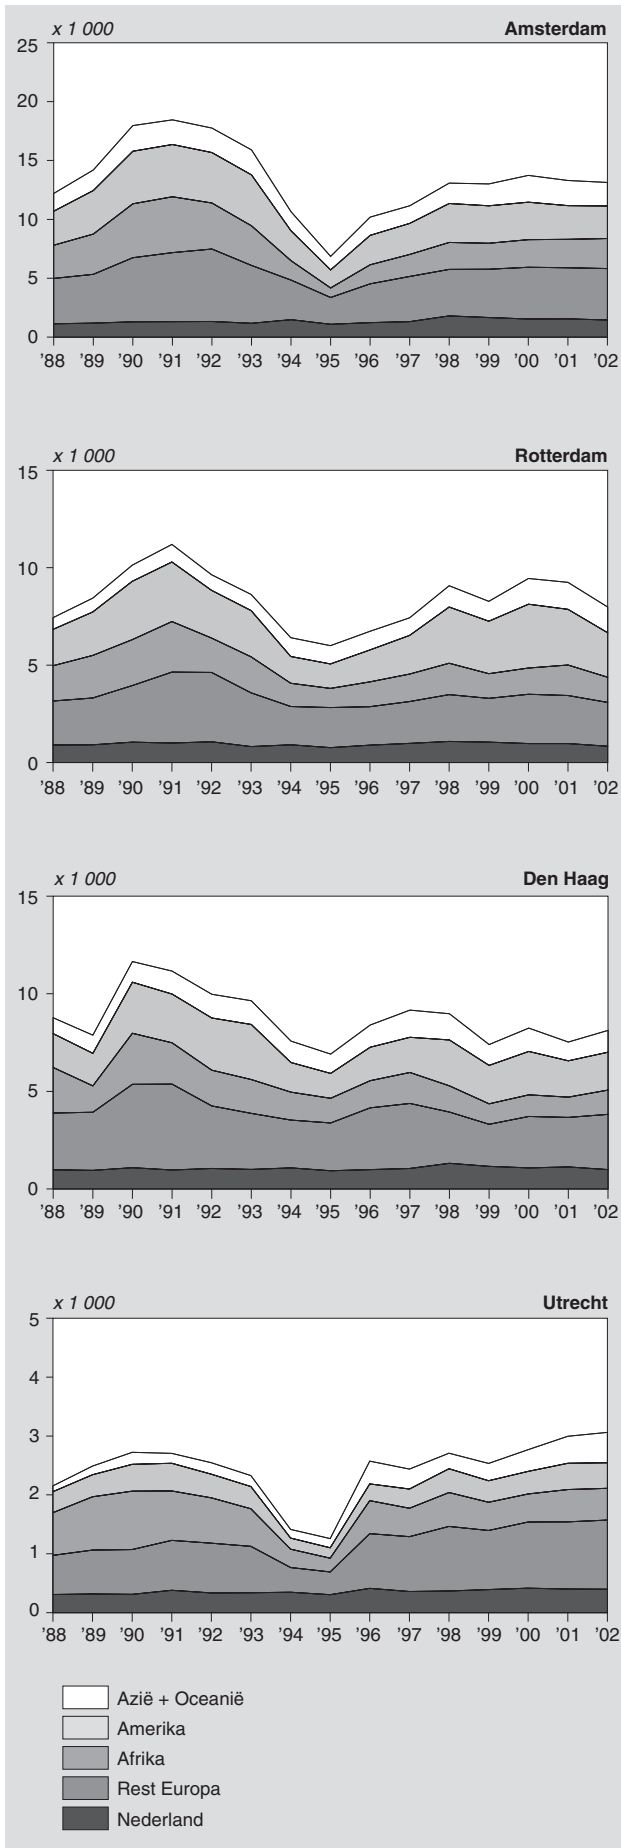 x 1 000 Amsterdam
25
20
15
10
5
0
'88 '89 '90 '91 '92 '93 '94 '95 '96 '97 '98 '99 '00 '01 '02
x 1 000 Rotterdam
15
10
5
0
'88 '89 '90 '91 '92 '93 '94 '95 '96 '97 '98 '99 '00 '01 '02
x 1 000 Den Haag
15
10
5
0
'88 '89 '90 '91 '92 '93 '94 '95 '96 '97 '98 '99 '00 '01 '02
x 1 000 Utrecht
5
4
3
2
1
0
'88 '89 '90 '91 '92 '93 '94 '95 '96 '97 '98 '99 '00 '01 '02
Azië + Oceanië
Amerika
Afrika
Rest Europa
Nederland